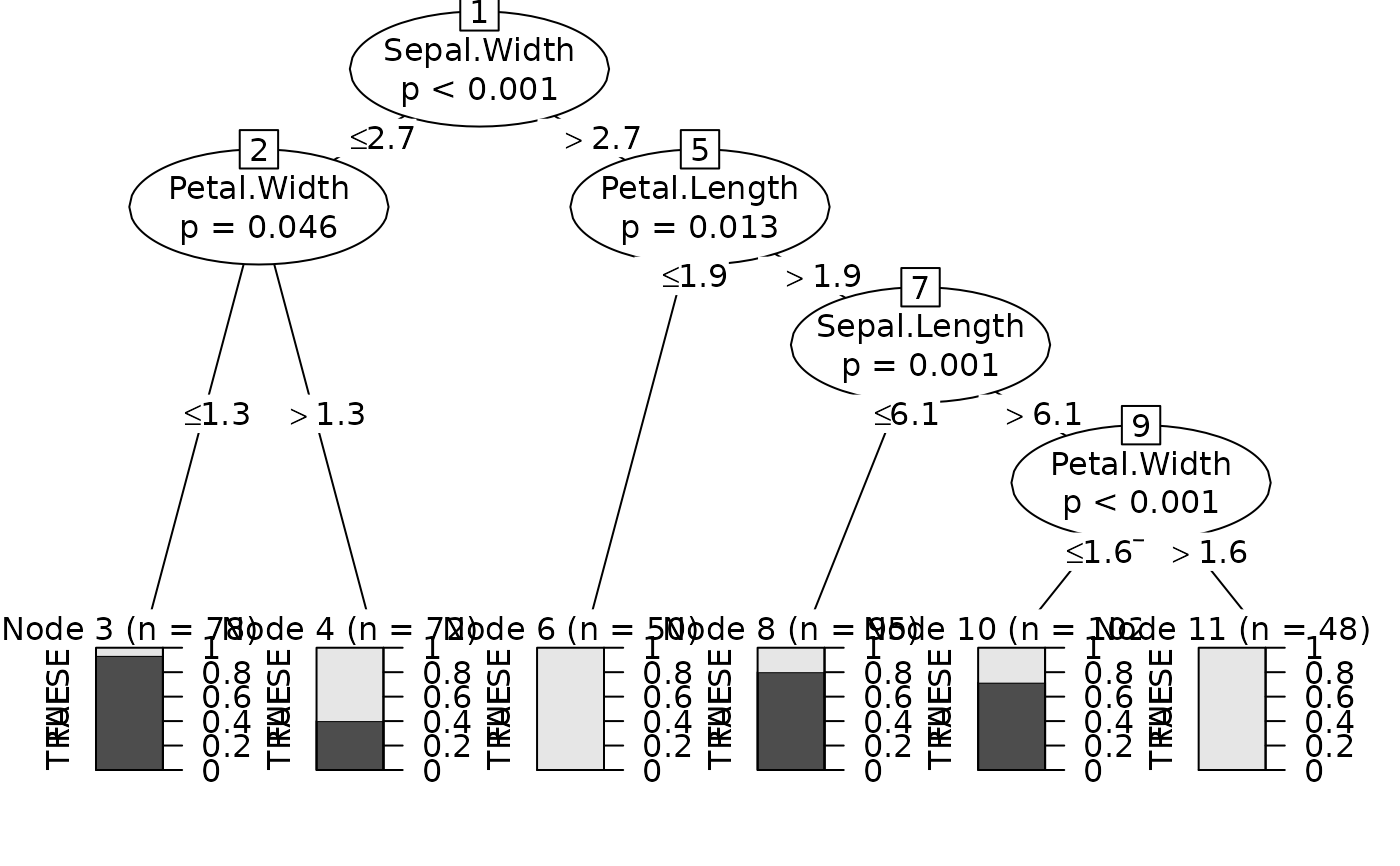 1
Sepal.Width
p < 0.001
≤2.7
> 2.7
2
Petal.Width
p = 0.046
5
Petal.Length
p = 0.013
≤1.9
> 1.9
7
Sepal.Length
p = 0.001
≤1.3
> 1.3
≤6.1
> 6.1
9
Petal.Width
p < 0.001
≤1.6
> 1.6
Node 3 (n = 78)
Node 4 (n = 72)
Node 6 (n = 50)
Node 8 (n = 95)
Node 10 (n = 102
Node 11 (n = 48)
TRUE
FALSE
1
0.8
0.6
0.4
0.2
0
TRUE
FALSE
1
0.8
0.6
0.4
0.2
0
TRUE
FALSE
1
0.8
0.6
0.4
0.2
0
TRUE
FALSE
1
0.8
0.6
0.4
0.2
0
TRUE
FALSE
1
0.8
0.6
0.4
0.2
0
TRUE
FALSE
1
0.8
0.6
0.4
0.2
0